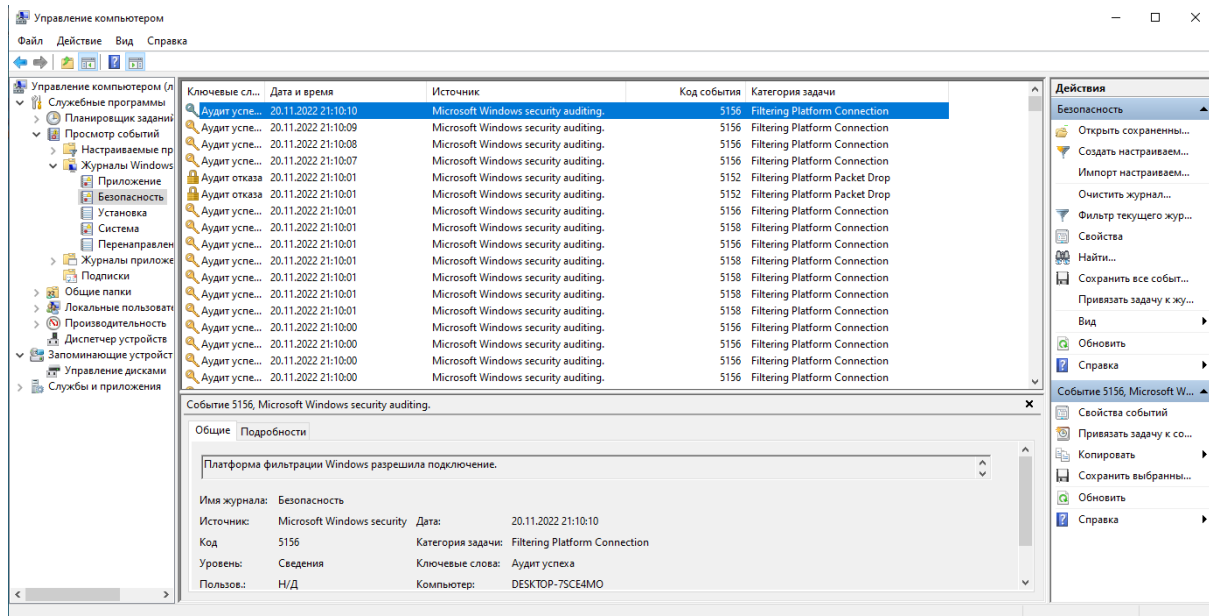 Управление компьютером
Файл Действие Вид Справка
Управление компьютером (л
Служебные программы
Планировщик заданий
Просмотр событий
Настраиваемые пр
Журналы Windows
Приложение
Безопасность
Установка
Система
Перенаправлен
Журналы приложе
Подписки
Общие папки
Локальные пользовате
Производительность
Диспетчер устройств
Запоминающие устройст
Управление дисками
Службы и приложения
Ключевые сл... Дата и время Источник Код события Категория задачи
Аудит успе... 20.11.2022 21:10:10 Microsoft Windows security auditing. 5156 Filtering Platform Connection
Аудит успе... 20.11.2022 21:10:09 Microsoft Windows security auditing. 5156 Filtering Platform Connection
Аудит успе... 20.11.2022 21:10:08 Microsoft Windows security auditing. 5156 Filtering Platform Connection
Аудит успе... 20.11.2022 21:10:07 Microsoft Windows security auditing. 5156 Filtering Platform Connection
Аудит отказа 20.11.2022 21:10:01 Microsoft Windows security auditing. 5152 Filtering Platform Packet Drop
Аудит отказа 20.11.2022 21:10:01 Microsoft Windows security auditing. 5152 Filtering Platform Packet Drop
Аудит успе... 20.11.2022 21:10:01 Microsoft Windows security auditing. 5156 Filtering Platform Connection
Аудит успе... 20.11.2022 21:10:01 Microsoft Windows security auditing. 5158 Filtering Platform Connection
Аудит успе... 20.11.2022 21:10:01 Microsoft Windows security auditing. 5156 Filtering Platform Connection
Аудит успе... 20.11.2022 21:10:01 Microsoft Windows security auditing. 5158 Filtering Platform Connection
Аудит успе... 20.11.2022 21:10:01 Microsoft Windows security auditing. 5158 Filtering Platform Connection
Аудит успе... 20.11.2022 21:10:01 Microsoft Windows security auditing. 5158 Filtering Platform Connection
Аудит успе... 20.11.2022 21:10:01 Microsoft Windows security auditing. 5158 Filtering Platform Connection
Аудит успе... 20.11.2022 21:10:00 Microsoft Windows security auditing. 5156 Filtering Platform Connection
Аудит успе... 20.11.2022 21:10:00 Microsoft Windows security auditing. 5156 Filtering Platform Connection
Аудит успе... 20.11.2022 21:10:00 Microsoft Windows security auditing. 5156 Filtering Platform Connection
Аудит успе... 20.11.2022 21:10:00 Microsoft Windows security auditing. 5156 Filtering Platform Connection
Событие 5156, Microsoft Windows security auditing.
Общие Подробности
Платформа фильтрации Windows разрешила подключение.
Имя журнала: Безопасность
Источник: Microsoft Windows security Дата: 20.11.2022 21:10:10
Код 5156 Категория задачи: Filtering Platform Connection
Уровень: Сведения Ключевые слова: Аудит успеха
Пользов.: Н/Д Компьютер: DESKTOP-7SCE4MO
Действия
Безопасность
Открыть сохраненны...
Создать настраиваем...
Импорт настраиваем...
Очистить журнал...
Фильтр текущего жур...
Свойства
Найти...
Сохранить все событ...
Привязать задачу к жу...
Вид
Обновить
Справка
Событие 5156, Microsoft W...
Свойства событий
Привязать задачу к со...
Копировать
Сохранить выбранны...
Обновить
Справка